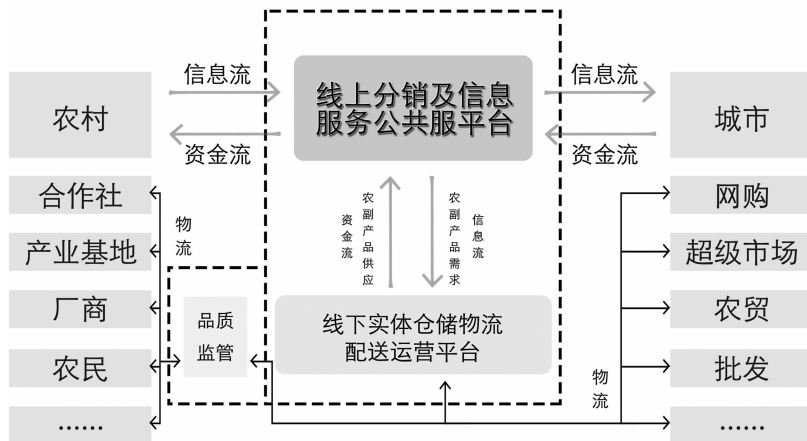 信息流
信息流
线上分销及信息
服务公共服平台
农村
城市
资金流
资金流
合作社
网购
物流
农副产品供应
资金流
农副产品需求
信息流
产业基地
超级市场
厂商
农贸
品质
监管
线下实体仓储物流
配送运营平台
农民
批发
物流
......
......